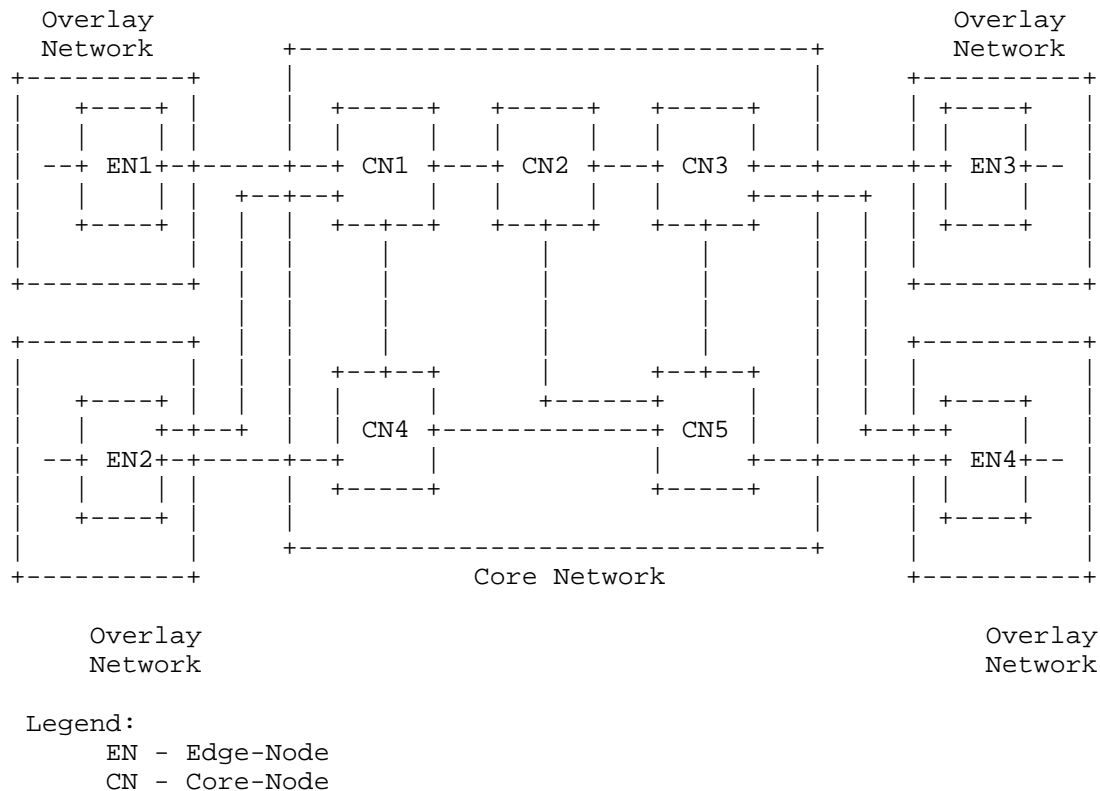 Overlay Overlay
Network Network
EN1 CN1 CN2 CN3 EN3
CN4 CN5
EN2 EN4
Core Network
Overlay Overlay
Network Network
Legend:
EN - Edge-Node
CN - Core-Node